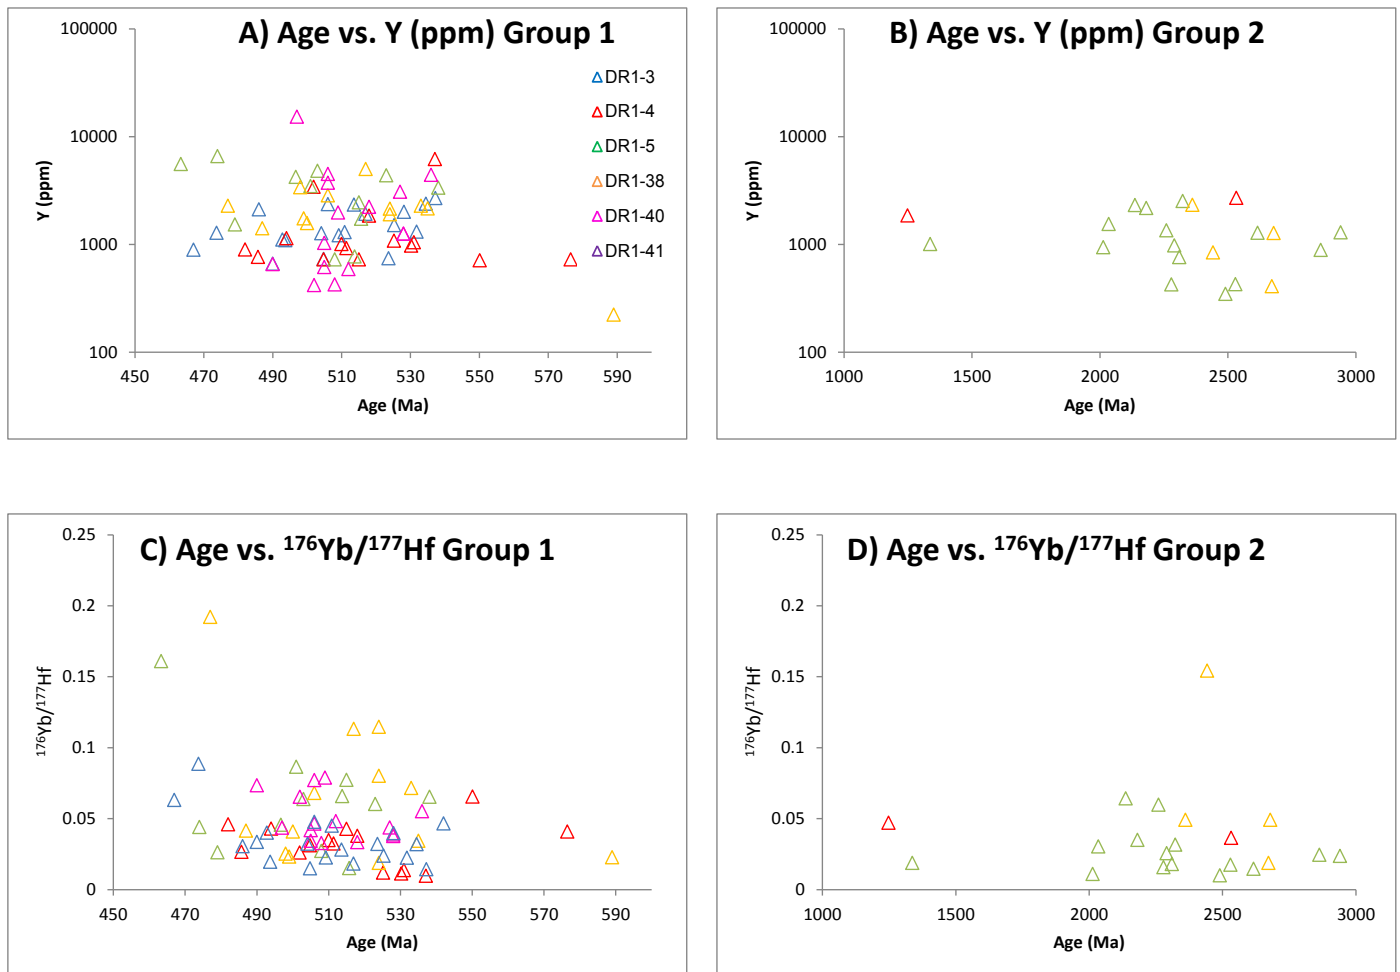 A) Age vs. Y (ppm) Group 1
100000
10000
1000
100
Y (ppm)
450 470 490 510 530 550 570 590
Age (Ma)
DR1-3
DR1-4
DR1-5
DR1-38
DR1-40
DR1-41
B) Age vs. Y (ppm) Group 2
100000
10000
1000
100
Y (ppm)
1000 1500 2000 2500 3000
Age (Ma)
C) Age vs. ¹⁷⁶Yb/¹⁷⁷Hf Group 1
0.25
0.2
0.15
0.1
0.05
0
¹⁷⁶Yb/¹⁷⁷Hf
450 470 490 510 530 550 570 590
Age (Ma)
D) Age vs. ¹⁷⁶Yb/¹⁷⁷Hf Group 2
0.25
0.2
0.15
0.1
0.05
0
¹⁷⁶Yb/¹⁷⁷Hf
1000 1500 2000 2500 3000
Age (Ma)